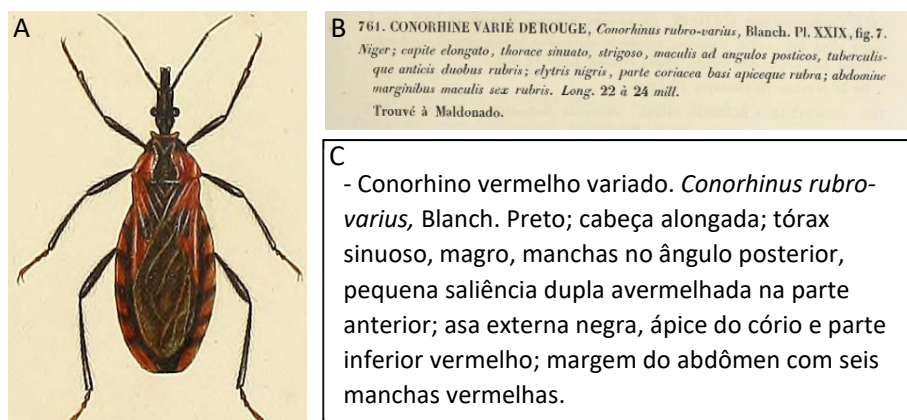 A
B
761. CONORHINE VARIÉ DE ROUGE, Conorhinus rubro-varius, Blanch. Pl. XXIX, fig. 7.
Niger; capite elongato, thorace sinuato, strigoso, maculis ad angulos posticos, tuberculis-
que anticis duobus rubris; elytris nigris, parte coriacea basi apiceque rubra; abdomine
marginibus maculis sex rubris. Long. 22 à 24 mill.
Trouvé à Maldonado.
C
- Conorhino vermelho variado. Conorhinus rubro-
varius, Blanch. Preto; cabeça alongada; tórax
sinuoso, magro, manchas no ângulo posterior,
pequena saliência dupla avermelhada na parte
anterior; asa externa negra, ápice do cório e parte
inferior vermelho; margem do abdômen com seis
manchas vermelhas.